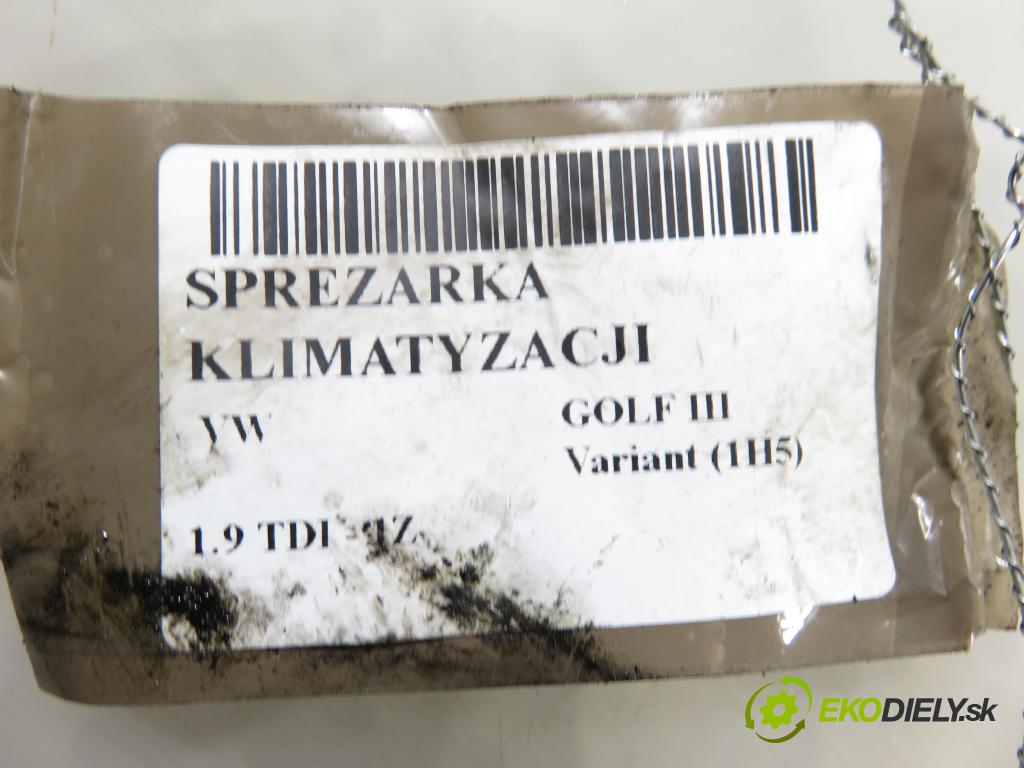 SPREZARKA
KLIMATYZACJI
VW
GOLF III
Variant (1H5)
1.9 TDI
EKODIELY.sk